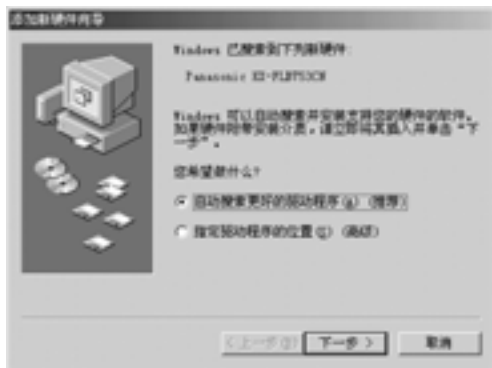 添加新硬件向导
Windows 已搜索到下列新硬件:
Panasonic KX-FLB753CN
Windows 可以自动搜索并安装支持您的硬件的软件。
如果硬件附带安装介质，请立即将其插入并单击“下
一步”。
您希望做什么?
自动搜索更好的驱动程序(A) (推荐)
指定驱动程序的位置(S) (高级)
<上一步(B)
下一步 >
取消